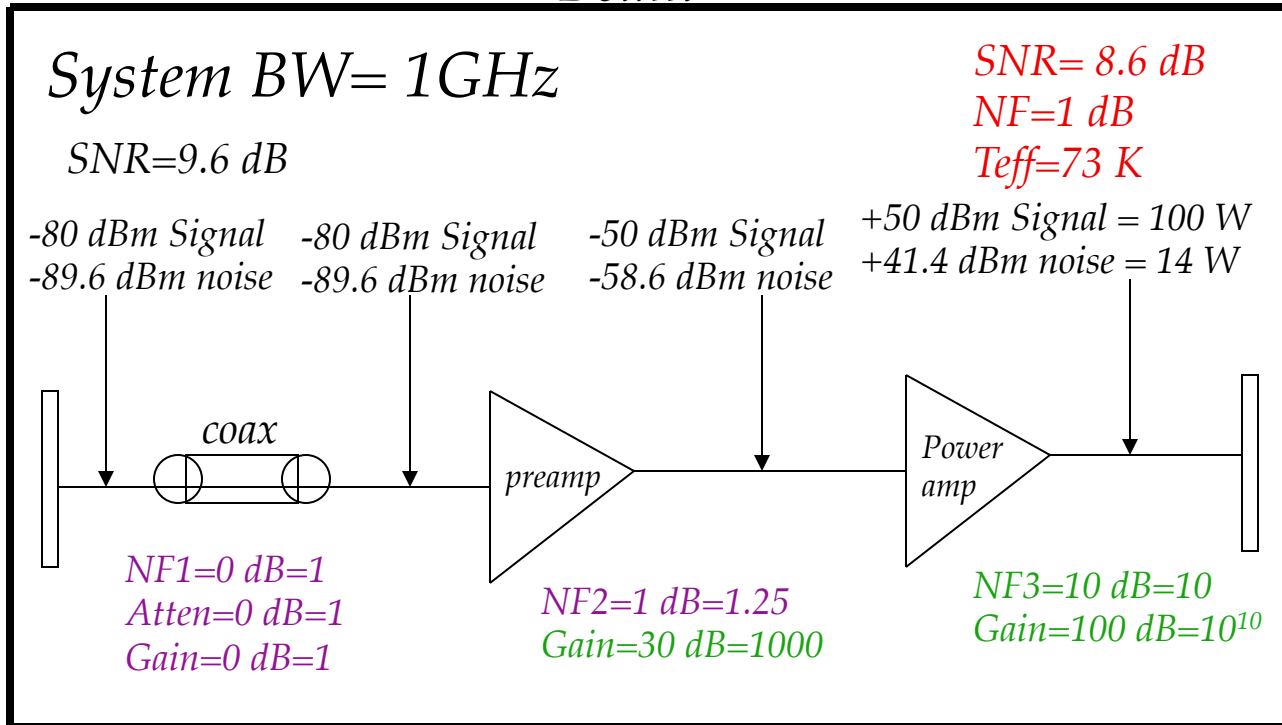 System BW= 1GHz
SNR=9.6 dB
SNR= 8.6 dB
NF=1 dB
Teff=73 K
-80 dBm Signal
-89.6 dBm noise
-80 dBm Signal
-89.6 dBm noise
-50 dBm Signal
-58.6 dBm noise
+50 dBm Signal = 100 W
+41.4 dBm noise = 14 W
coax
preamp
Power
amp
NF1=0 dB=1
Atten=0 dB=1
Gain=0 dB=1
NF2=1 dB=1.25
Gain=30 dB=1000
NF3=10 dB=10
Gain=100 dB=10¹⁰